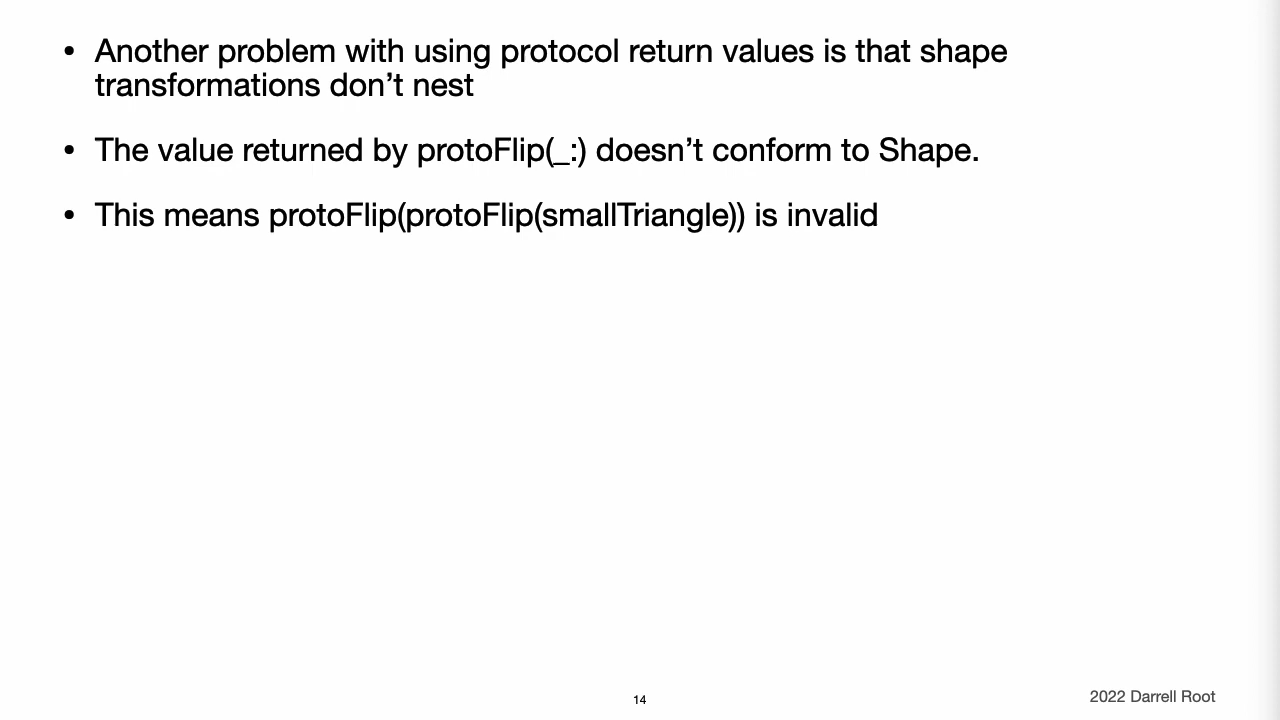 • Another problem with using protocol return values is that shape
transformations don’t nest
• The value returned by protoFlip(_:) doesn’t conform to Shape.
• This means protoFlip(protoFlip(smallTriangle)) is invalid
14
2022 Darrell Root